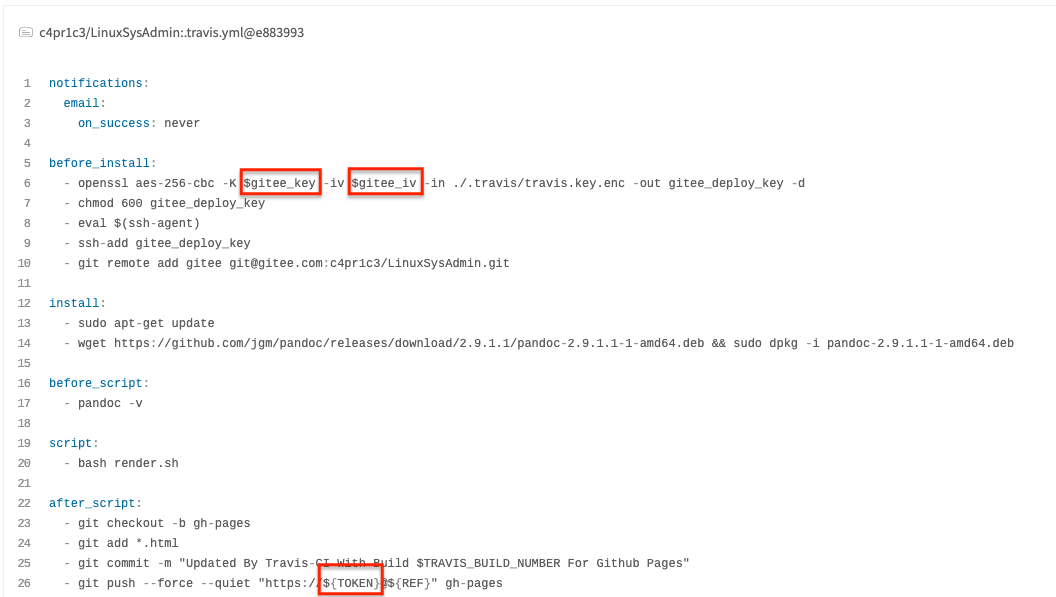 c4pr1c3/LinuxSysAdmin:.travis.yml@e883993
1 notifications:
2   email:
3     on_success: never
4
5 before_install:
6   - openssl aes-256-cbc -K $gitee_key -iv $gitee_iv -in ./.travis/travis.key.enc -out gitee_deploy_key -d
7   - chmod 600 gitee_deploy_key
8   - eval $(ssh-agent)
9   - ssh-add gitee_deploy_key
10   - git remote add gitee git@gitee.com:c4pr1c3/LinuxSysAdmin.git
11
12 install:
13   - sudo apt-get update
14   - wget https://github.com/jgm/pandoc/releases/download/2.9.1.1/pandoc-2.9.1.1-1-amd64.deb && sudo dpkg -i pandoc-2.9.1.1-1-amd64.deb
15
16 before_script:
17   - pandoc -v
18
19 script:
20   - bash render.sh
21
22 after_script:
23   - git checkout -b gh-pages
24   - git add *.html
25   - git commit -m "Updated By Travis-CI With Build $TRAVIS_BUILD_NUMBER For Github Pages"
26   - git push --force --quiet "https://${TOKEN}@${REF}" gh-pages